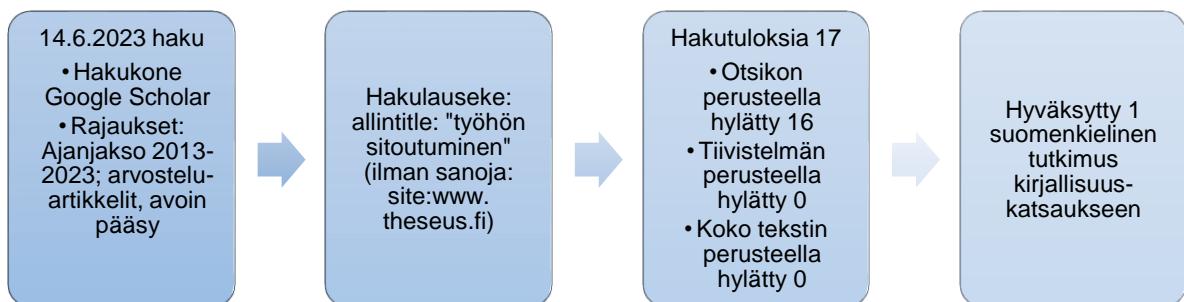 14.6.2023 haku
• Hakukone
Google Scholar
• Rajaukset:
Ajanjakso 2013-
2023; arvostelu-
artikkelit, avoin
pääsy
Hakulauseke:
allintitle: "työhön
sitoutuminen"
(ilman sanoja:
site:www.
theseus.fi)
Hakutuloksia 17
• Otsikon
perusteella
hylätty 16
• Tiivistelmän
perusteella
hylätty 0
• Koko tekstin
perusteella
hylätty 0
Hyväksytty 1
suomenkielinen
tutkimus
kirjallisuus-
katsaukseen